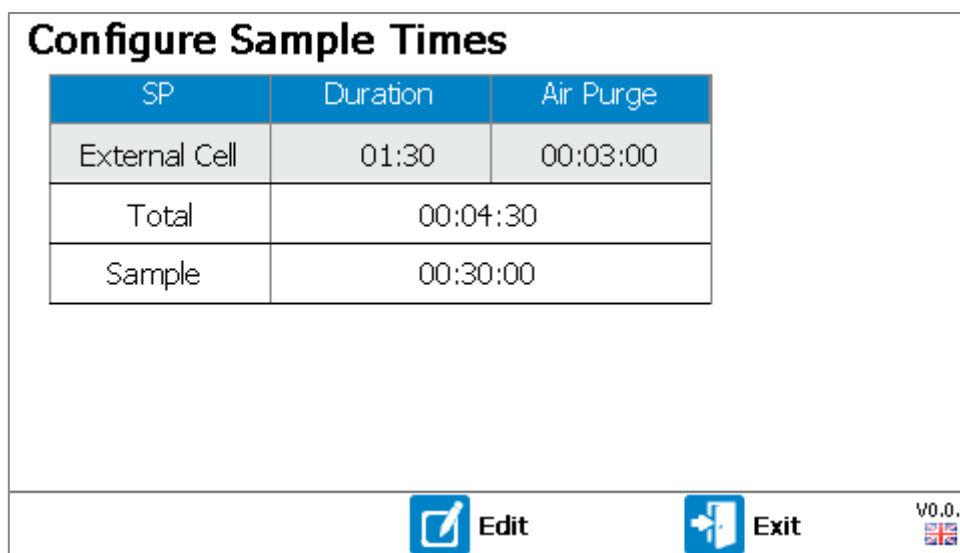 Configure Sample Times
SP Duration Air Purge
External Cell 01:30 00:03:00
Total 00:04:30
Sample 00:30:00
Edit Exit V0.0.